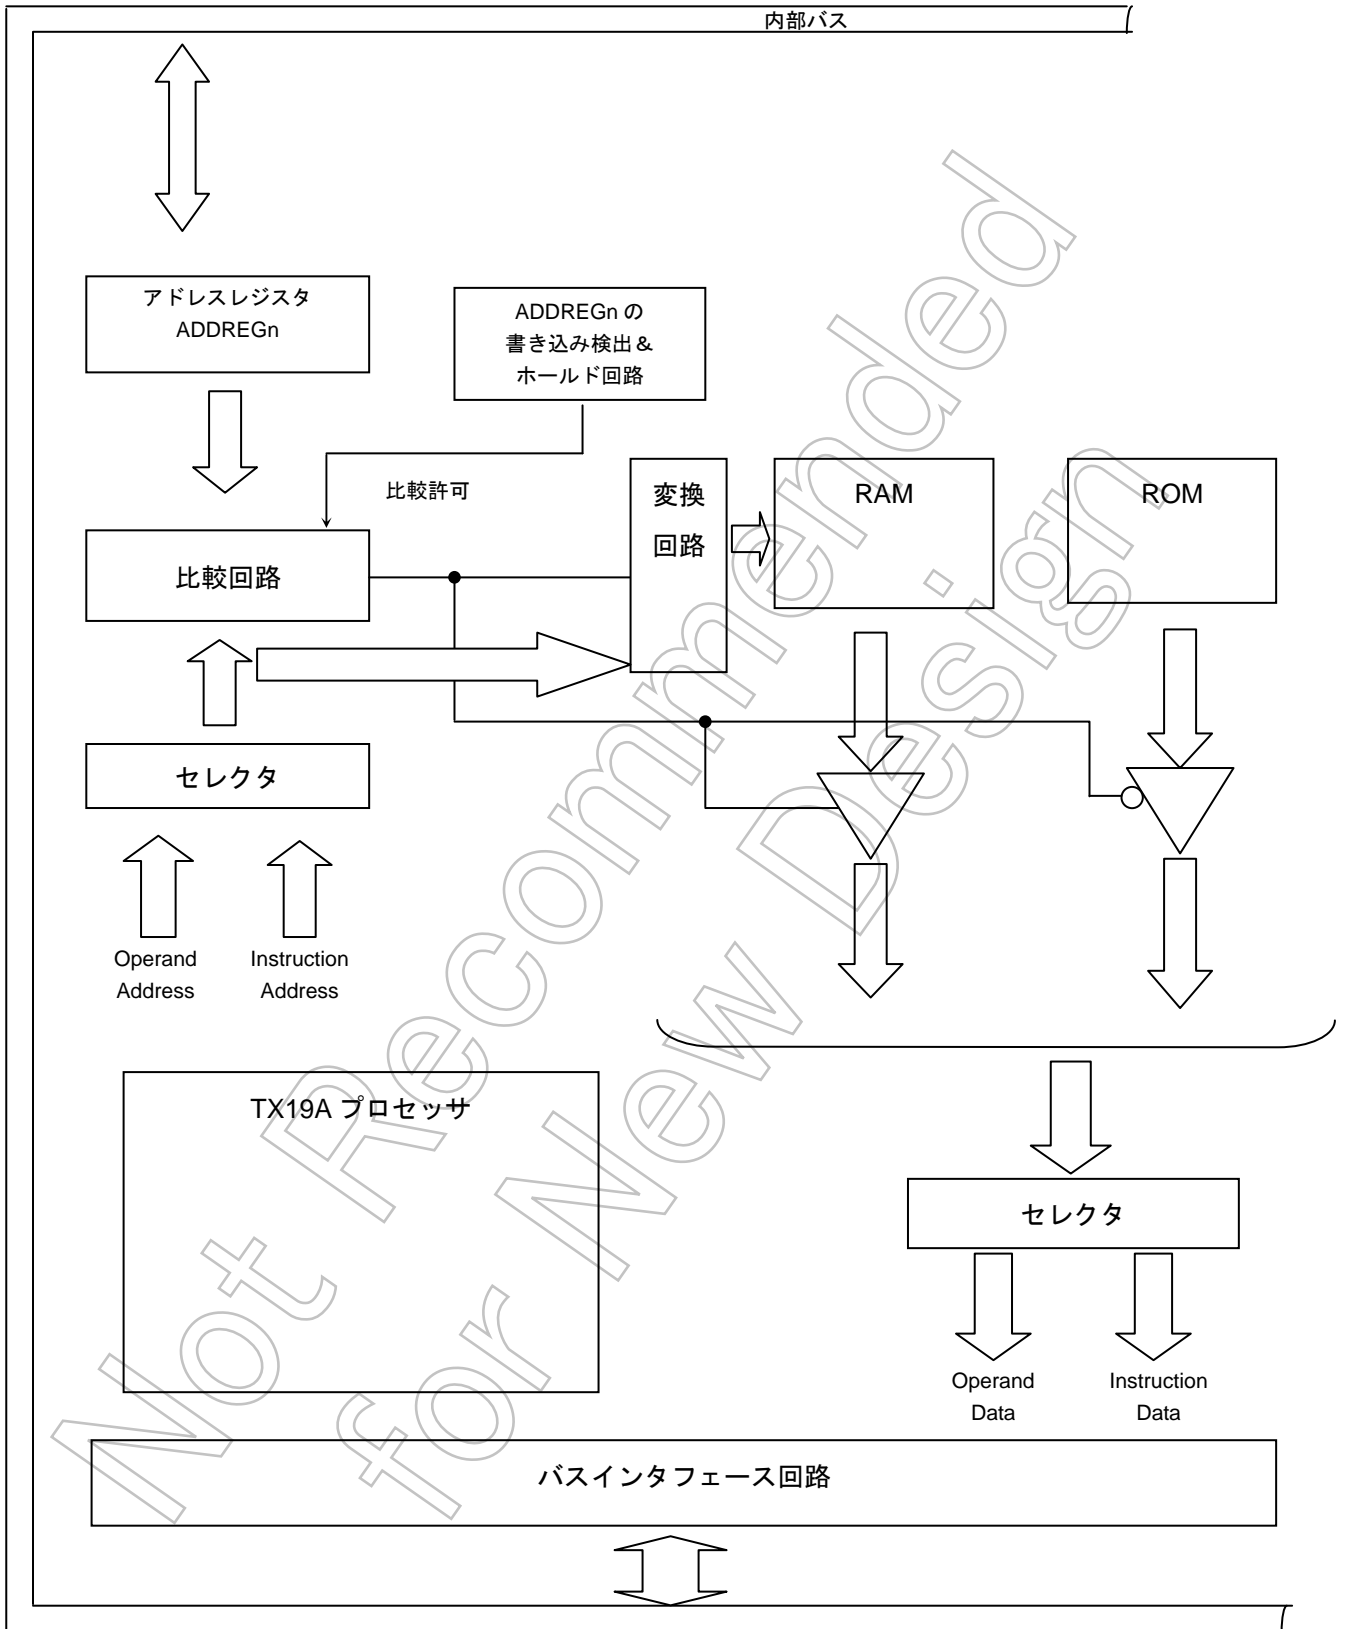 内部バス
アドレスレジスタ
ADDREGn
ADDREGn の
書き込み検出＆
ホールド回路
比較許可
変換
回路
RAM
ROM
比較回路
セレクタ
Operand
Address
Instruction
Address
TX19A プロセッサ
セレクタ
Operand
Data
Instruction
Data
バスインタフェース回路
Not Recommended
for New Design